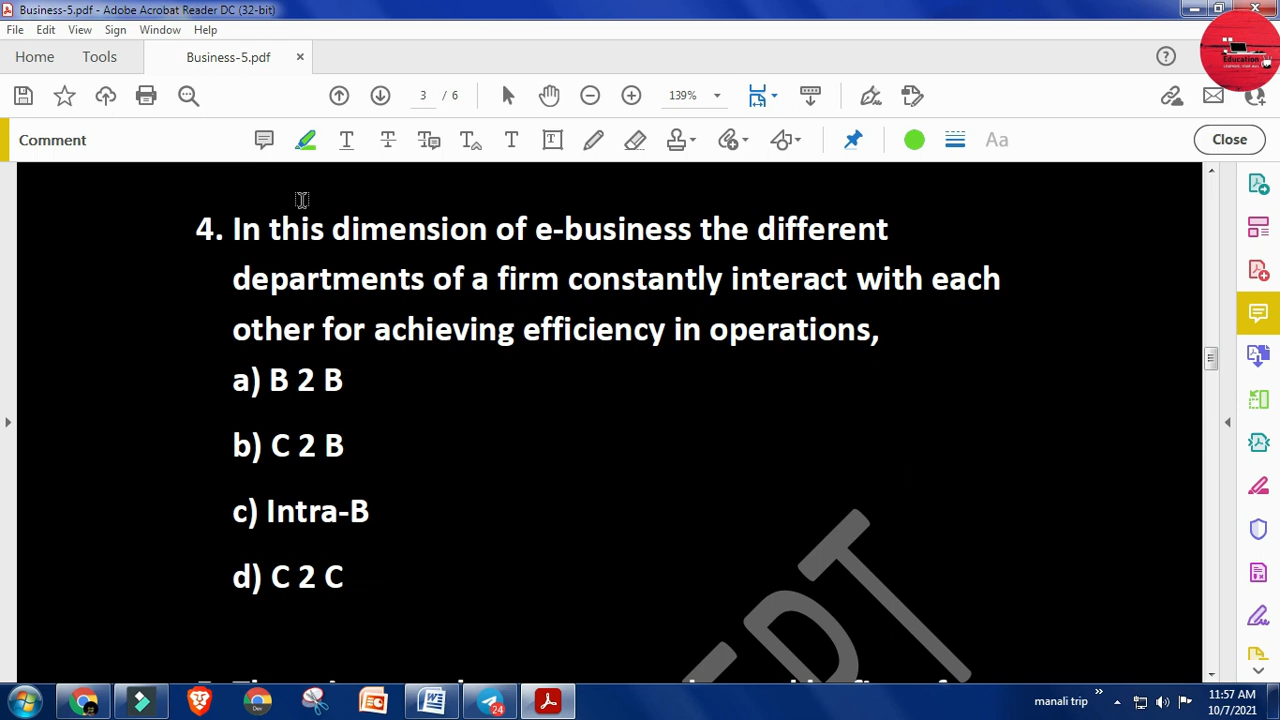 Business-5.pdf - Adobe Acrobat Reader DC (32-bit)
File Edit View Sign Window Help
Home Tools Business-5.pdf
Education
3 / 6 139%
Comment Aa Close
4. In this dimension of e-business the different
departments of a firm constantly interact with each
other for achieving efficiency in operations,
a) B 2 B
b) C 2 B
c) Intra-B
d) C 2 C
24 manali trip
11:57 AM
10/7/2021